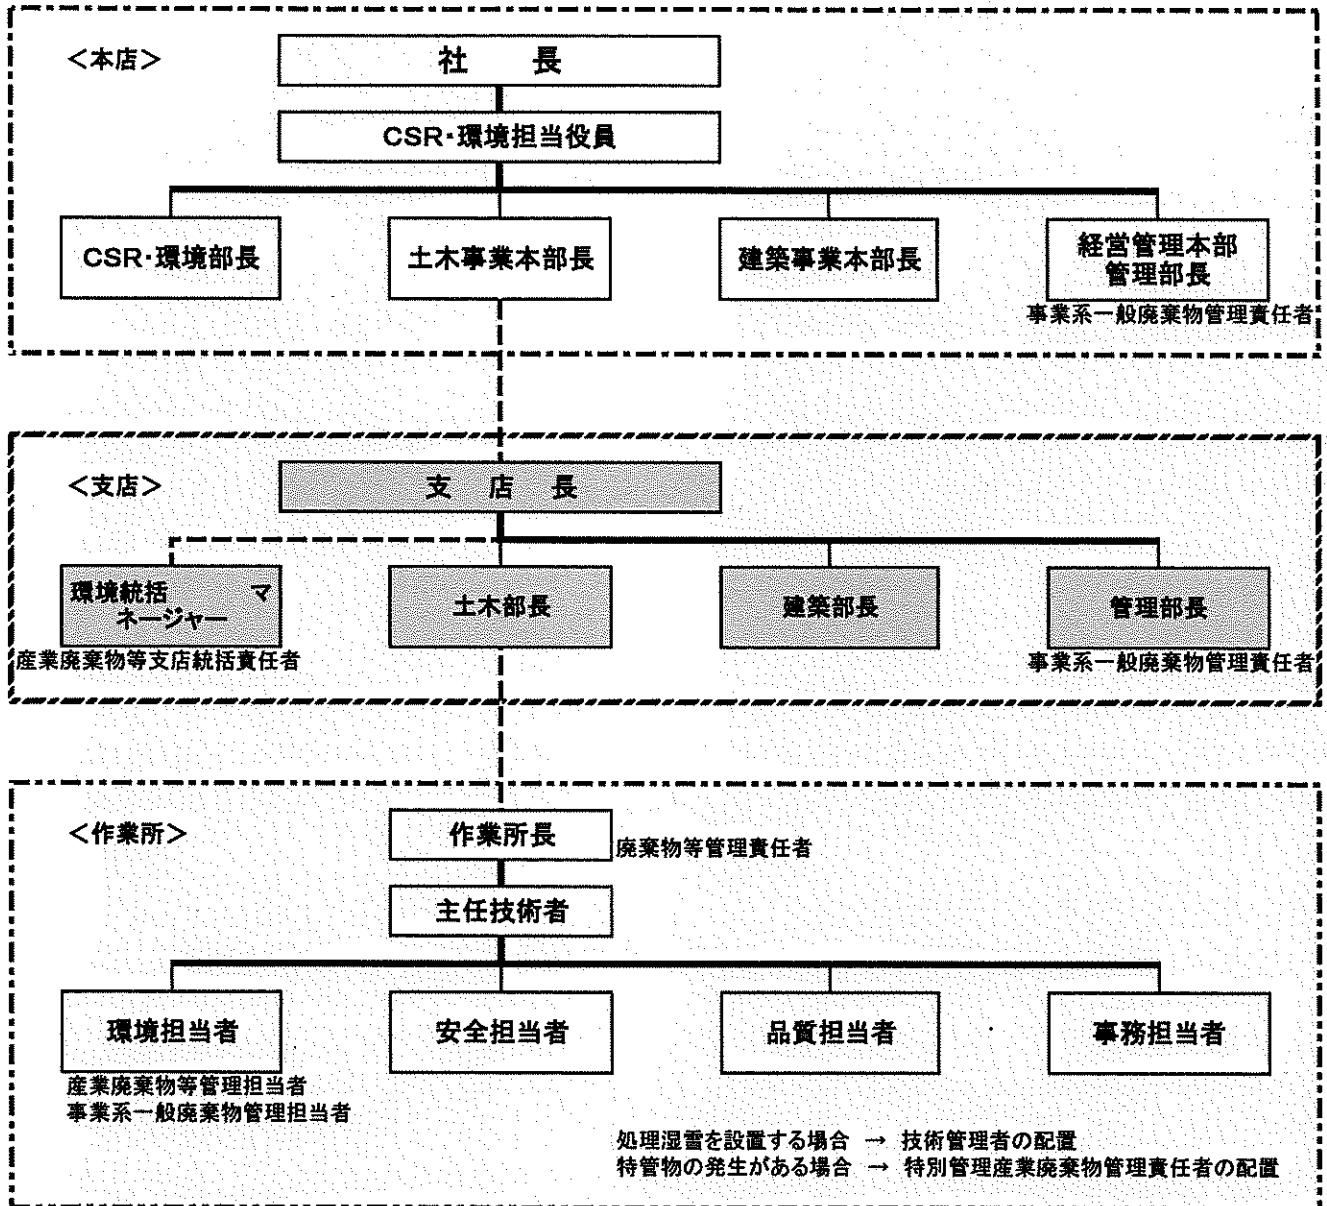 <本店>
社 長
CSR・環境担当役員
CSR・環境部長
土木事業本部長
建築事業本部長
経営管理本部
管理部長
事業系一般廃棄物管理責任者
<支店>
支 店 長
環境統括 マ
ネージャー
産業廃棄物等支店統括責任者
土木部長
建築部長
管理部長
事業系一般廃棄物管理責任者
<作業所>
作業所長
廃棄物等管理責任者
主任技術者
環境担当者
産業廃棄物等管理担当者
事業系一般廃棄物管理担当者
安全担当者
品質担当者
事務担当者
処理湿雪を設置する場合 → 技術管理者の配置
特管物の発生がある場合 → 特別管理産業廃棄物管理責任者の配置